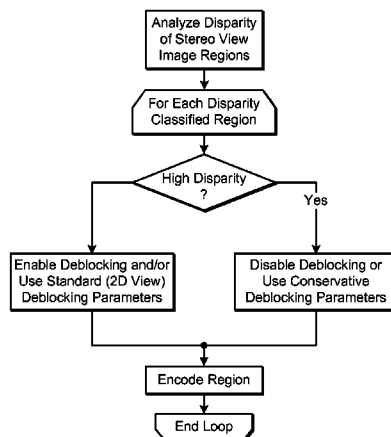 Analyze Disparity
of Stereo View
Image Regions
For Each Disparity
Classified Region
High Disparity
?
Yes
Enable Deblocking and/or
Use Standard (2D View)
Deblocking Parameters
Disable Deblocking or
Use Conservative
Deblocking Parameters
Encode Region
End Loop